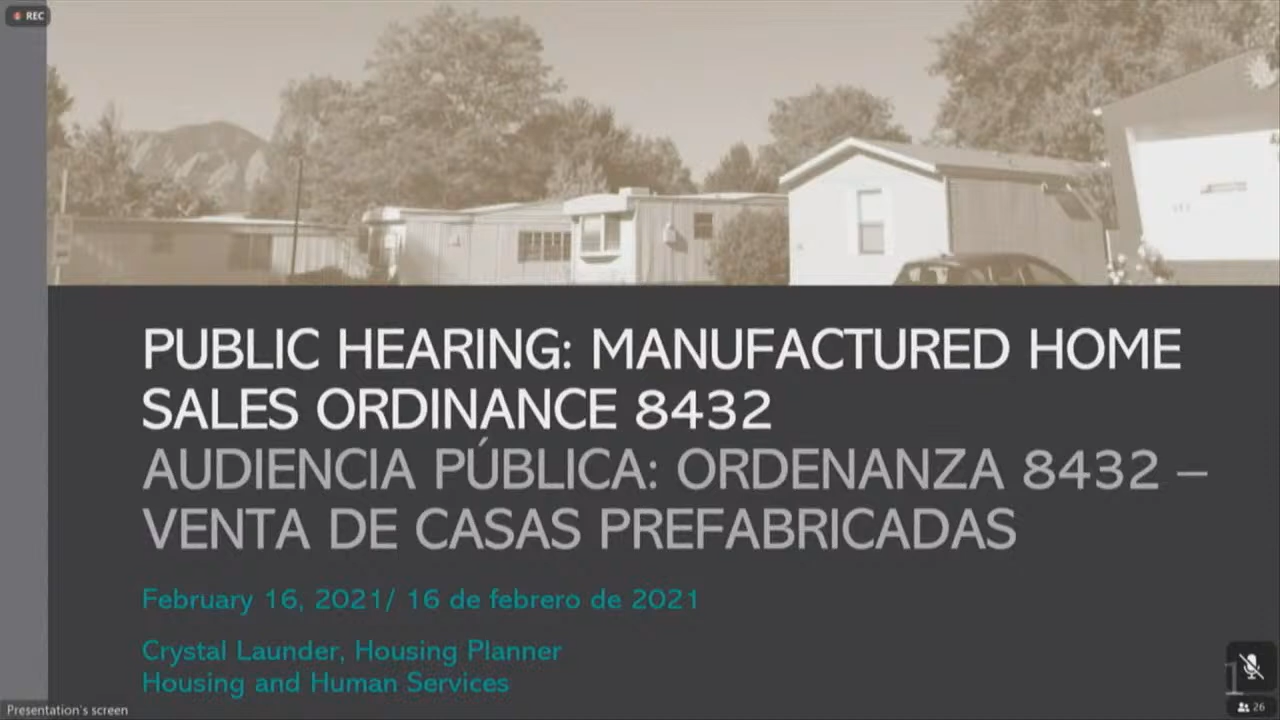 REC
PUBLIC HEARING: MANUFACTURED HOME
SALES ORDINANCE 8432
AUDIENCIA PÚBLICA: ORDENANZA 8432 –
VENTA DE CASAS PREFABRICADAS
February 16, 2021/ 16 de febrero de 2021
Crystal Launder, Housing Planner
Housing and Human Services
1
Presentation's screen
26